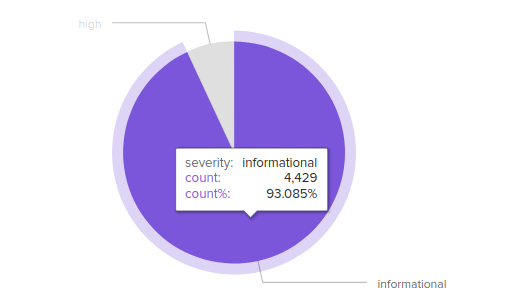 high
severity: informational
count: 4,429
count%: 93.085%
informational